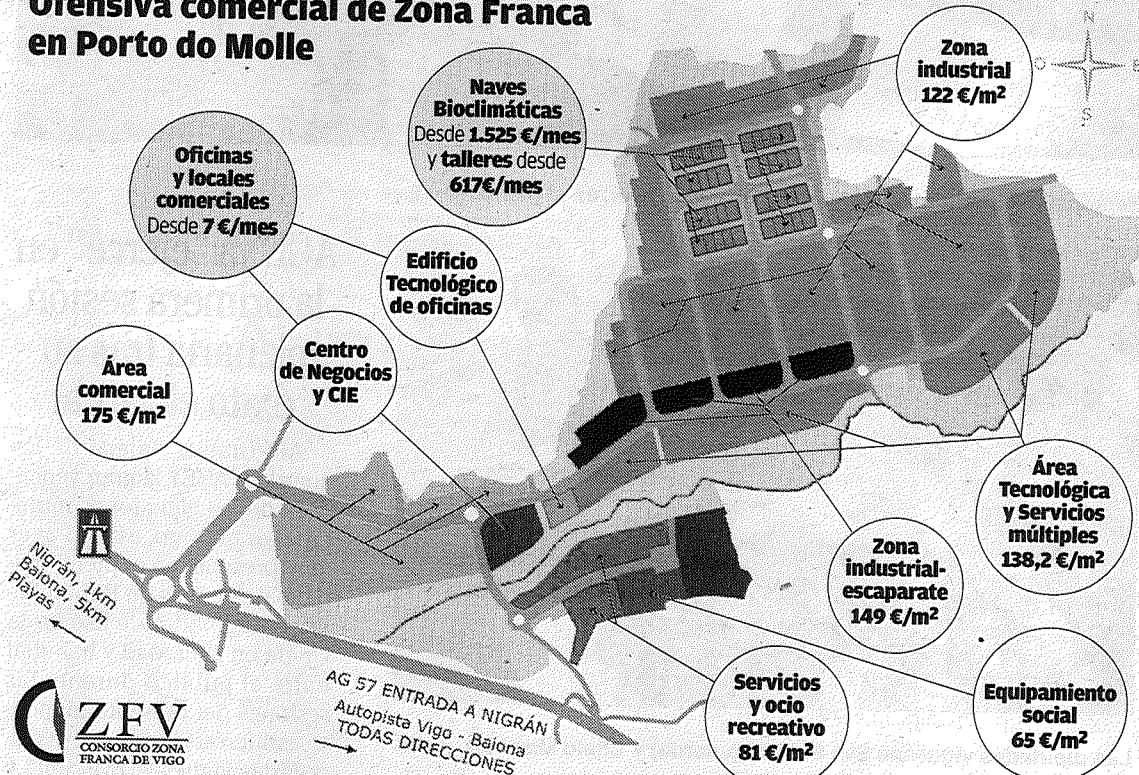 Ofensiva comercial de Zona Franca
en Porto do Molle
Zona
industrial
122 €/m²
N
O
E
S
Naves
Bioclimáticas
Desde 1.525 €/mes
y talleres desde
617€/mes
Oficinas
y locales
comerciales
Desde 7 €/mes
Edificio
Tecnológico
de oficinas
Centro
de Negocios
y CIE
Área
comercial
175 €/m²
Área
Tecnológica
y Servicios
múltiples
138,2 €/m²
Zona
industrial-
escaparate
149 €/m²
Nigrán, 1km
Baiona, 5km
Playas
AG 57 ENTRADA A NIGRÁN
Autopista Vigo - Baiona
TODAS DIRECCIONES
Servicios
y ocio
recreativo
81 €/m²
Equipamiento
social
65 €/m²
ZFV
CONSORCIO ZONA
FRANCA DE VIGO